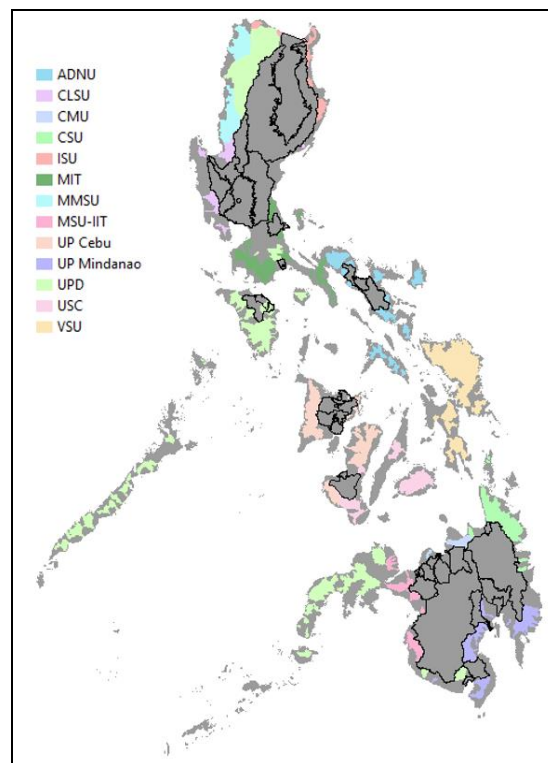 ADNU
CLSU
CMU
CSU
ISU
MIT
MMSU
MSU-IIT
UP Cebu
UP Mindanao
UPD
USC
VSU